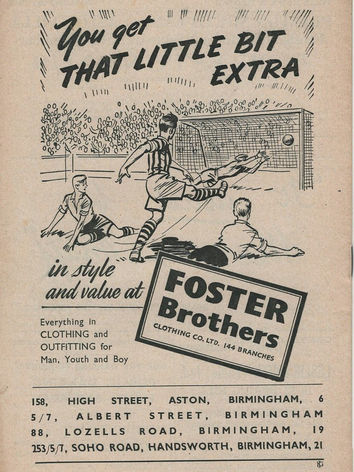 You get
THAT LITTLE BIT
EXTRA
in style
and value at
FOSTER
Brothers
CLOTHING CO. LTD. 144 BRANCHES
Everything in
CLOTHING and
OUTFITTING for
Man, Youth and Boy
158, HIGH STREET, ASTON, BIRMINGHAM, 6
5/7, ALBERT STREET, BIRMINGHAM
88, LOZELLS ROAD, BIRMINGHAM, 19
253/5/7, SOHO ROAD, HANDSWORTH, BIRMINGHAM, 21